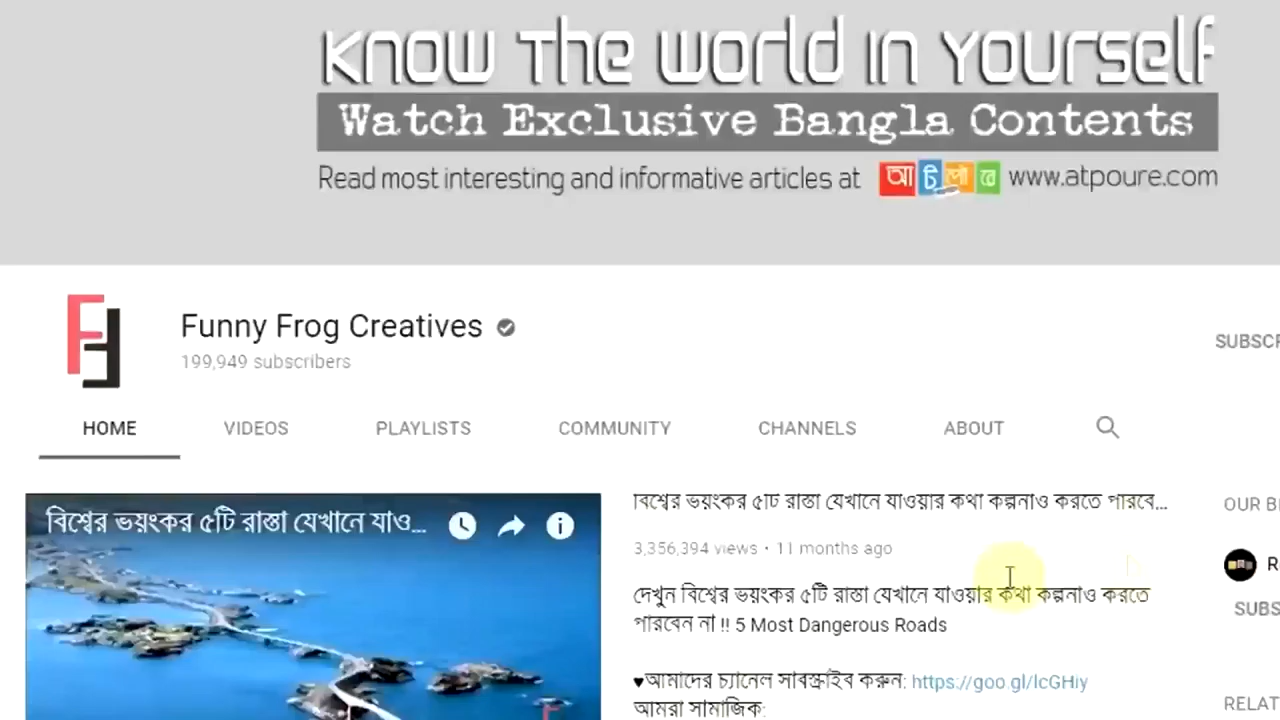 Know The World In Yourself
Watch Exclusive Bangla Contents
Read most interesting and informative articles at আটপৌরে www.atpoure.com
Funny Frog Creatives
199,949 subscribers
SUBSCR
HOME VIDEOS PLAYLISTS COMMUNITY CHANNELS ABOUT
বিশ্বের ভয়ংকর ৫টি রাস্তা যেখানে যাও...
বিশ্বের ভয়ংকর ৫টি রাস্তা যেখানে যাওয়ার কথা কল্পনাও করতে পারবে...
3,356,394 views • 11 months ago
দেখুন বিশ্বের ভয়ংকর ৫টি রাস্তা যেখানে যাওয়ার কথা কল্পনাও করতে
পারবেন না !! 5 Most Dangerous Roads
♥আমাদের চ্যানেল সাবস্ক্রাইব করুন: https://goo.gl/lcGHiy
আমরা সামাজিক:
OUR B
R
SUBS
RELAT